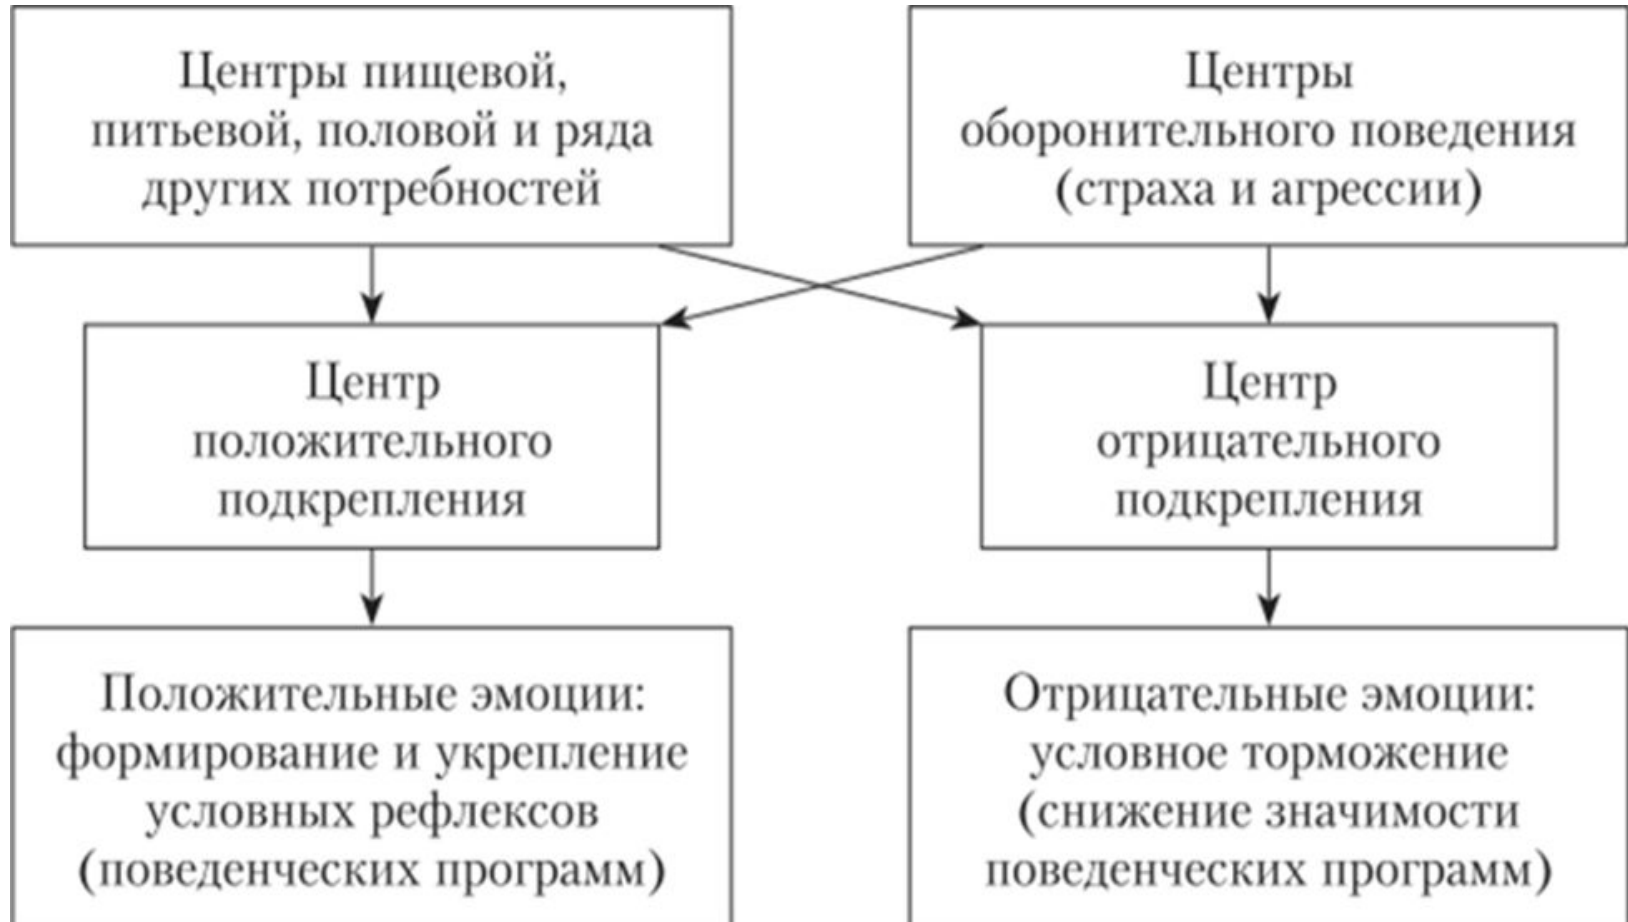 Центры пищевой,
питьевой, половой и ряда
других потребностей
Центры
оборонительного поведения
(страха и агрессии)
Центр
положительного
подкрепления
Центр
отрицательного
подкрепления
Положительные эмоции:
формирование и укрепление
условных рефлексов
(поведенческих программ)
Отрицательные эмоции:
условное торможение
(снижение значимости
поведенческих программ)